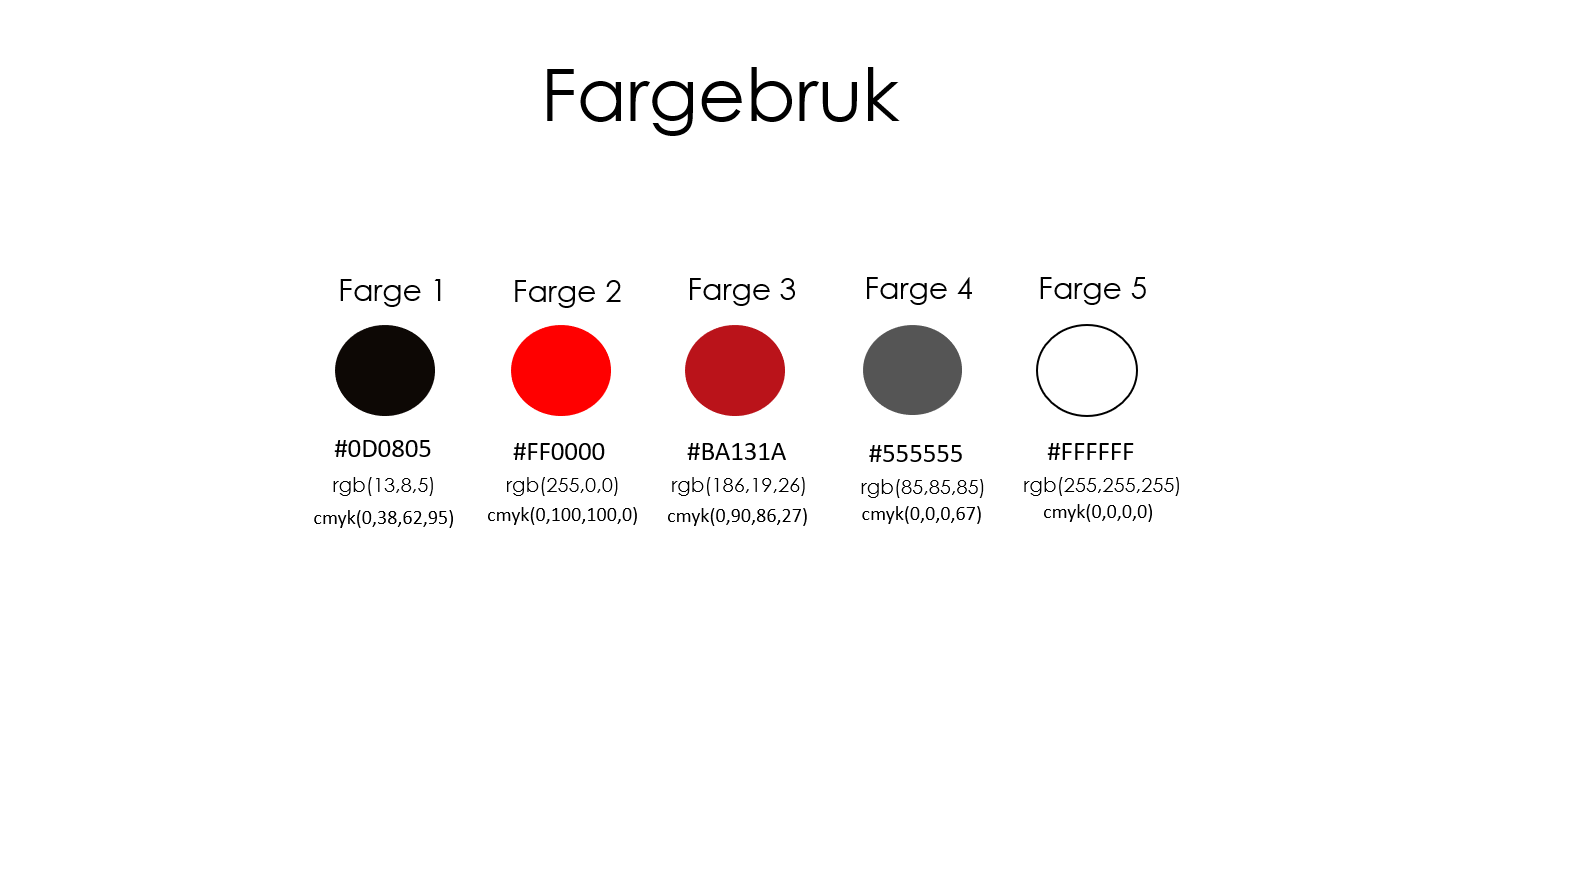 Fargebruk
Farge 1
Farge 2
Farge 3
Farge 4
Farge 5
#0D0805
#FF0000
#BA131A
#555555
#FFFFFF
rgb(13,8,5)
rgb(255,0,0)
rgb(186,19,26)
rgb(85,85,85)
rgb(255,255,255)
cmyk(0,38,62,95)
cmyk(0,100,100,0)
cmyk(0,90,86,27)
cmyk(0,0,0,67)
cmyk(0,0,0,0)